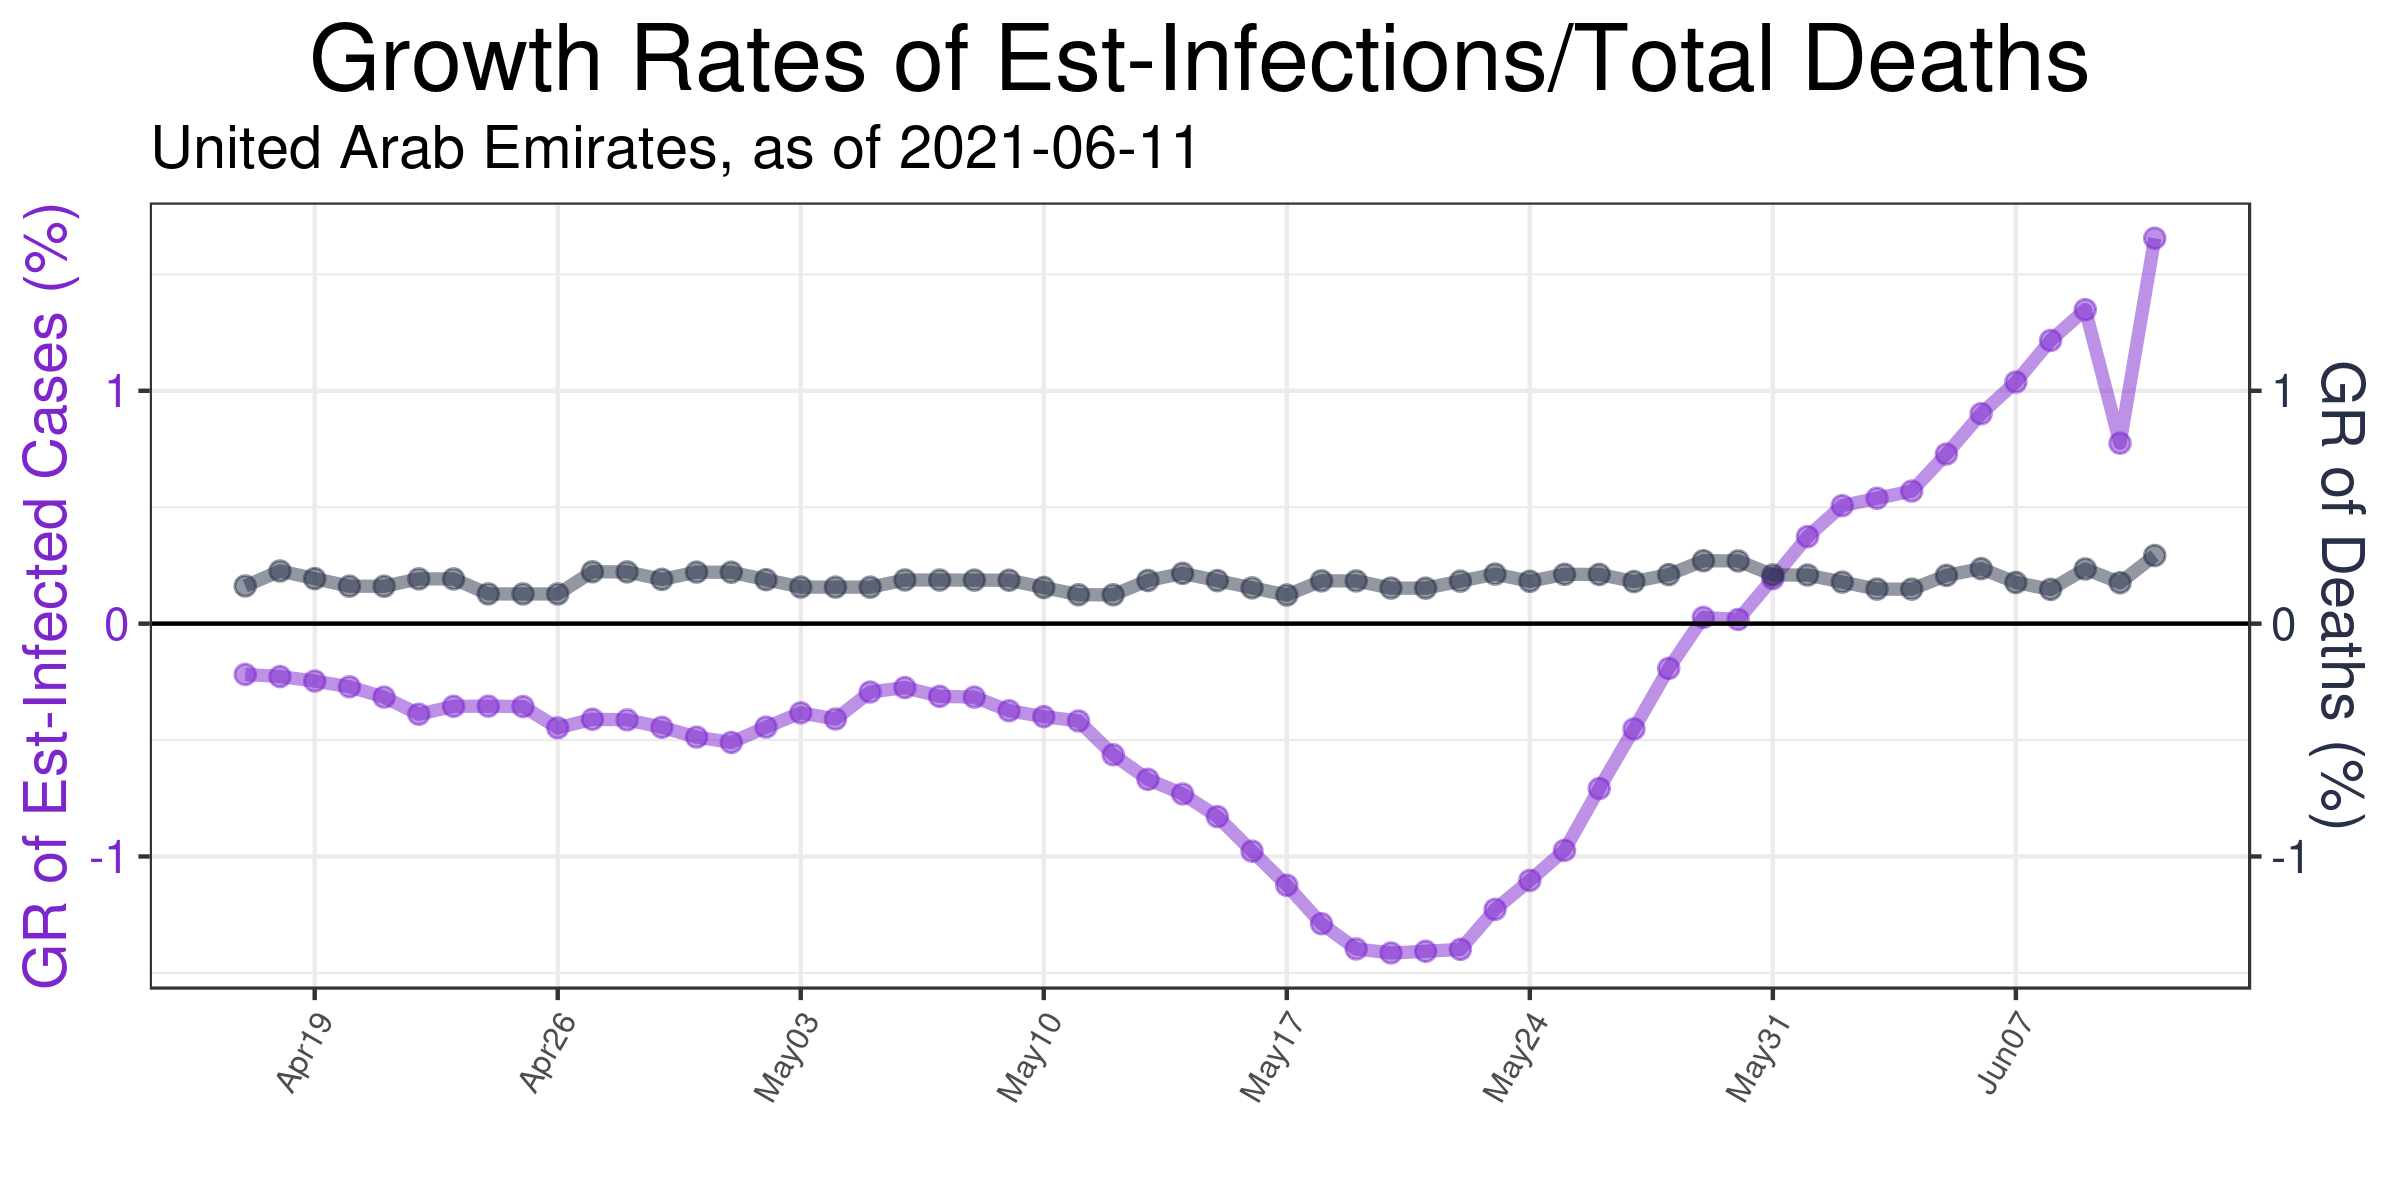 Growth Rates of Est-Infections/Total Deaths
United Arab Emirates, as of 2021-06-11
GR of Est-Infected Cases (%)
1
0
-1
1
0
-1
GR of Deaths (%)
Apr19
Apr26
May03
May10
May17
May24
May31
Jun07